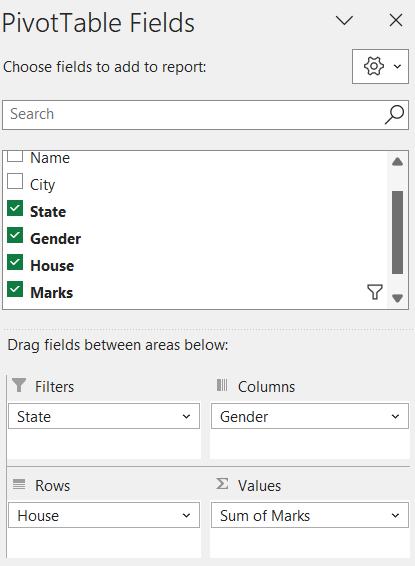 PivotTable Fields
Choose fields to add to report:
Search
Name
City
State
Gender
House
Marks
Drag fields between areas below:
Filters
Columns
State
Gender
Rows
Values
House
Sum of Marks